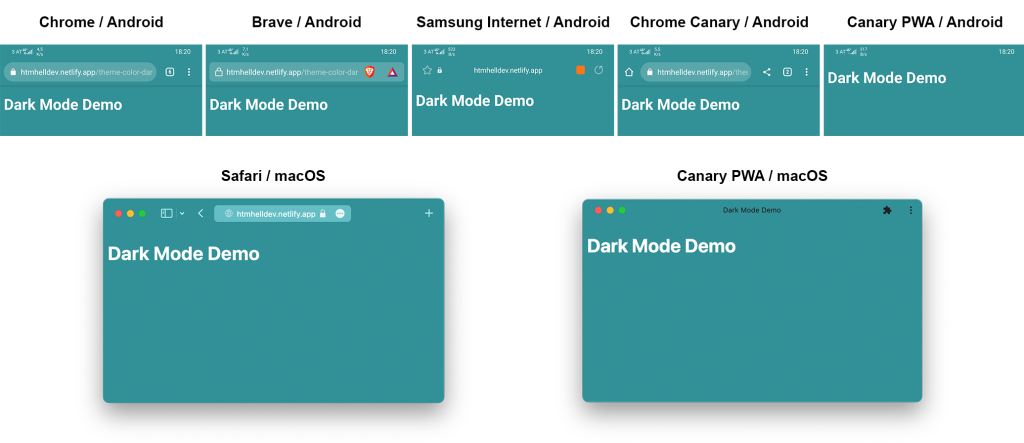 Chrome / Android
Brave / Android
Samsung Internet / Android
Chrome Canary / Android
Canary PWA / Android
18:20
htmhelldev.netlify.app/theme-color-dar
Dark Mode Demo
18:20
htmhelldev.netlify.app/theme-color-dar
Dark Mode Demo
18:20
htmhelldev.netlify.app
Dark Mode Demo
18:20
htmhelldev.netlify.app/the
2
Dark Mode Demo
18:20
Dark Mode Demo
Safari / macOS
htmhelldev.netlify.app
Dark Mode Demo
Canary PWA / macOS
Dark Mode Demo
Dark Mode Demo